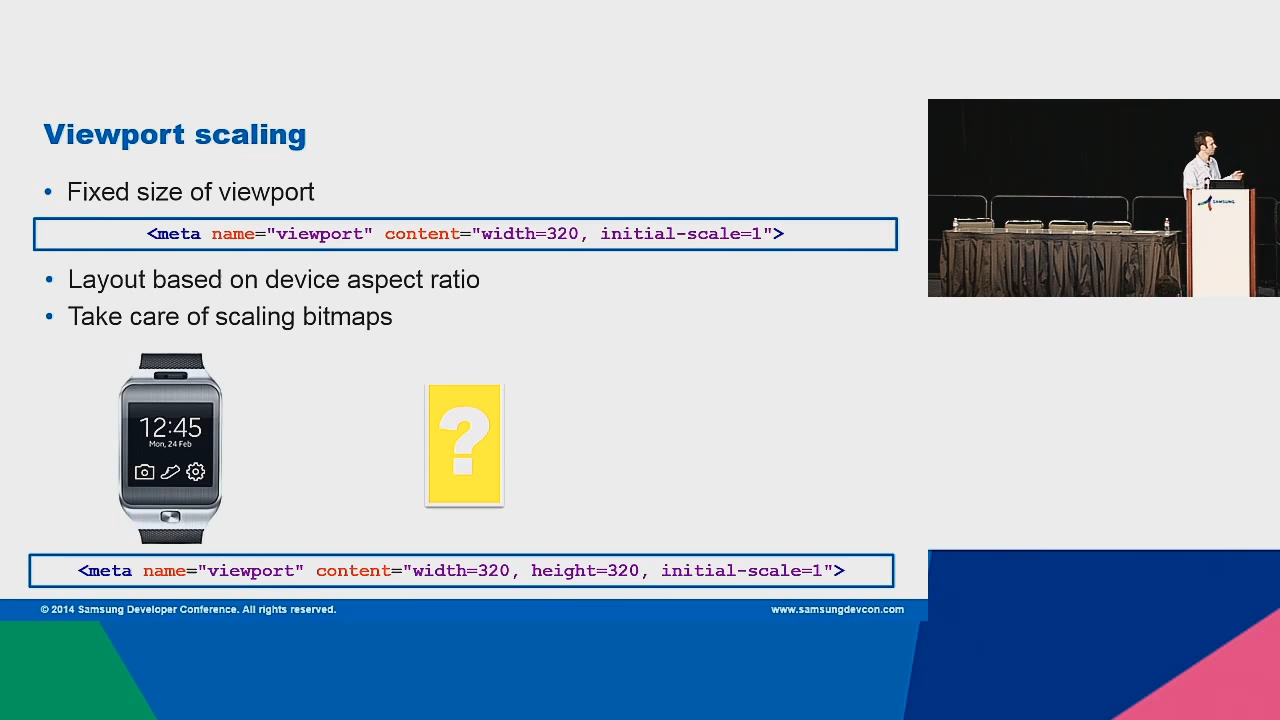 Viewport scaling
• Fixed size of viewport
<meta name="viewport" content="width=320, initial-scale=1">
• Layout based on device aspect ratio
• Take care of scaling bitmaps
12:45
Mon, 24 Feb
?
<meta name="viewport" content="width=320, height=320, initial-scale=1">
© 2014 Samsung Developer Conference. All rights reserved.
www.samsungdevcon.com
SAMSUNG